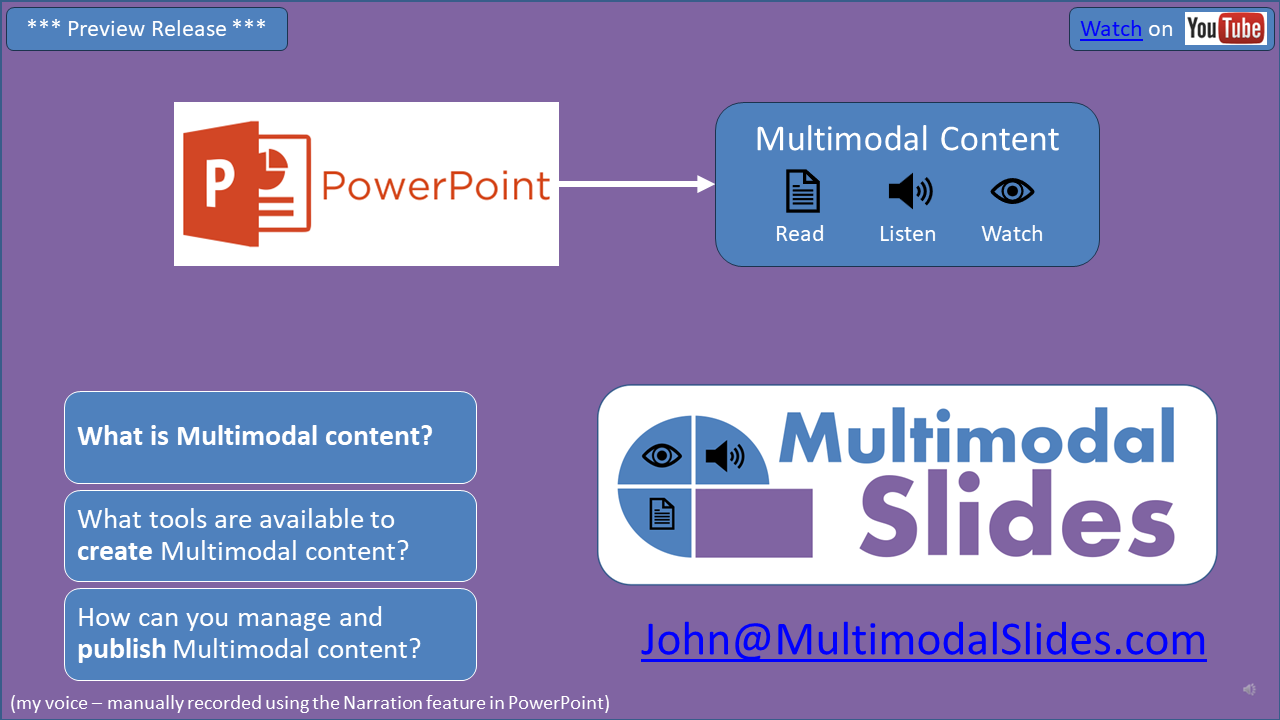 *** Preview Release ***
Watch on YouTube
P PowerPoint
Multimodal Content
Read Listen Watch
What is Multimodal content?
What tools are available to
create Multimodal content?
How can you manage and
publish Multimodal content?
Multimodal
Slides
John@MultimodalSlides.com
(my voice – manually recorded using the Narration feature in PowerPoint)